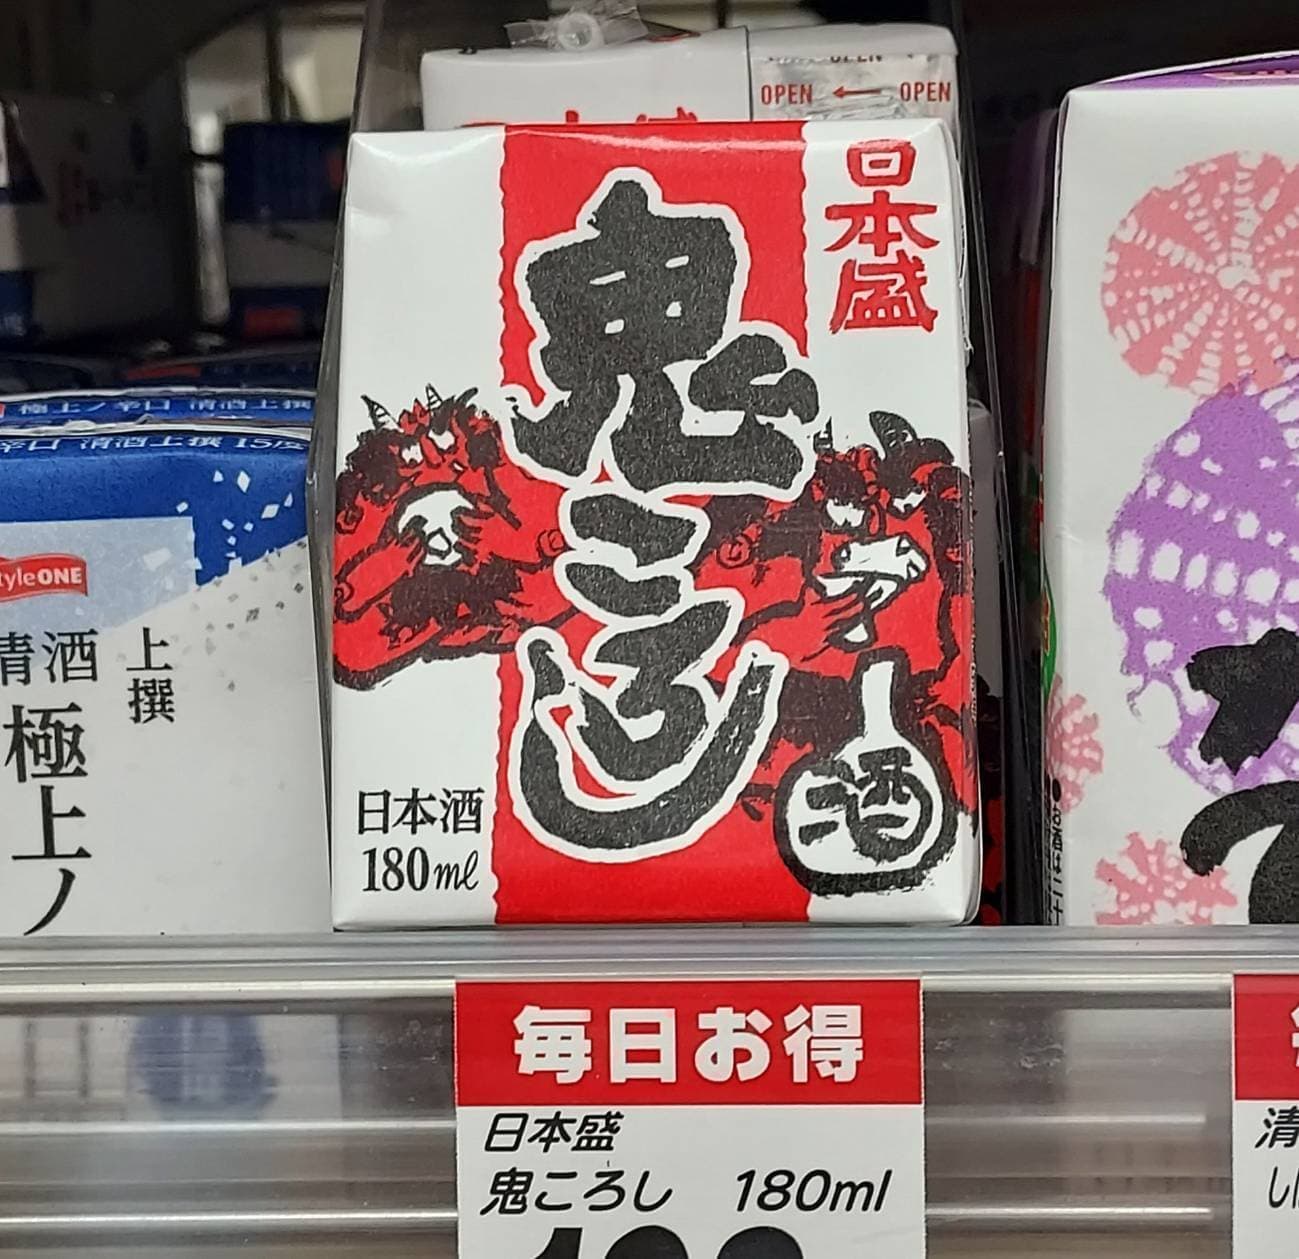 OPEN ← OPEN
日本盛
鬼ころし
日本酒
180ml
酒
極上ノ辛口 清酒上撰
辛口 清酒上撰 15度
tyleONE
清酒
上撰
極上ノ
毎日お得
日本盛
鬼ころし 180ml
清